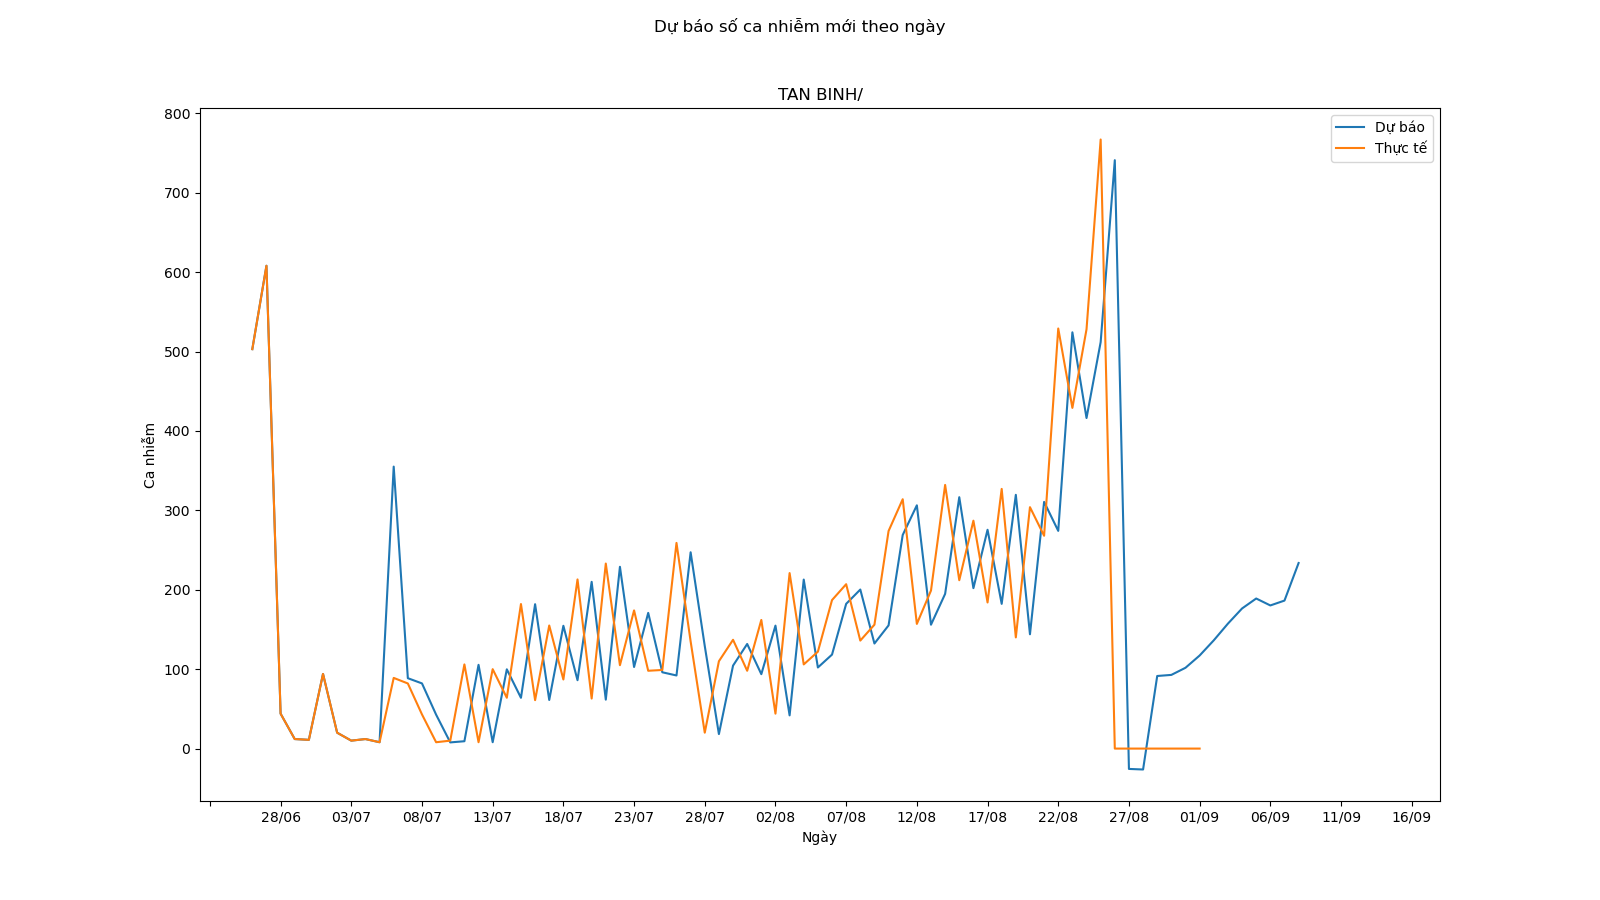 Dự báo số ca nhiễm mới theo ngày
TAN BINH/
Dự báo
Thực tế
800
700
600
500
400
300
200
100
0
Ca nhiễm
28/06 03/07 08/07 13/07 18/07 23/07 28/07 02/08 07/08 12/08 17/08 22/08 27/08 01/09 06/09 11/09 16/09
Ngày